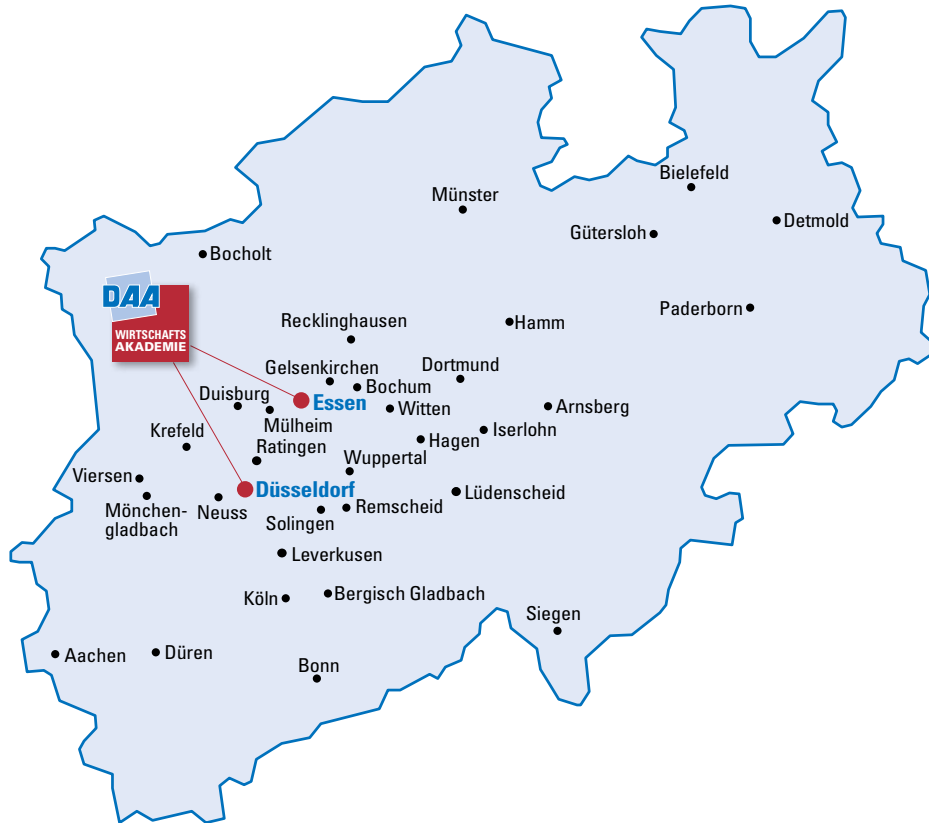 Bielefeld
Münster
Detmold
Gütersloh
Bocholt
DAA
WIRTSCHAFTS
AKADEMIE
Paderborn
Recklinghausen
Hamm
Gelsenkirchen
Dortmund
Bochum
Duisburg
Essen
Witten
Arnsberg
Mülheim
Krefeld
Ratingen
Hagen
Iserlohn
Wuppertal
Viersen
Düsseldorf
Lüdenscheid
Mönchen-
gladbach
Neuss
Solingen
Remscheid
Leverkusen
Köln
Bergisch Gladbach
Siegen
Aachen
Düren
Bonn